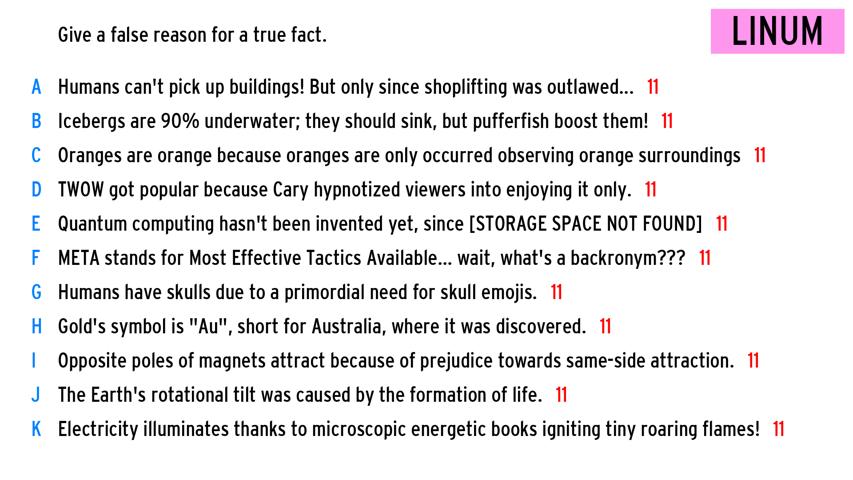 Give a false reason for a true fact.
LINUM
A Humans can't pick up buildings! But only since shoplifting was outlawed... 11
B Icebergs are 90% underwater; they should sink, but pufferfish boost them! 11
C Oranges are orange because oranges are only occurred observing orange surroundings 11
D TWOW got popular because Cary hypnotized viewers into enjoying it only. 11
E Quantum computing hasn't been invented yet, since [STORAGE SPACE NOT FOUND] 11
F META stands for Most Effective Tactics Available... wait, what's a backronym??? 11
G Humans have skulls due to a primordial need for skull emojis. 11
H Gold's symbol is "Au", short for Australia, where it was discovered. 11
I Opposite poles of magnets attract because of prejudice towards same-side attraction. 11
J The Earth's rotational tilt was caused by the formation of life. 11
K Electricity illuminates thanks to microscopic energetic books igniting tiny roaring flames! 11